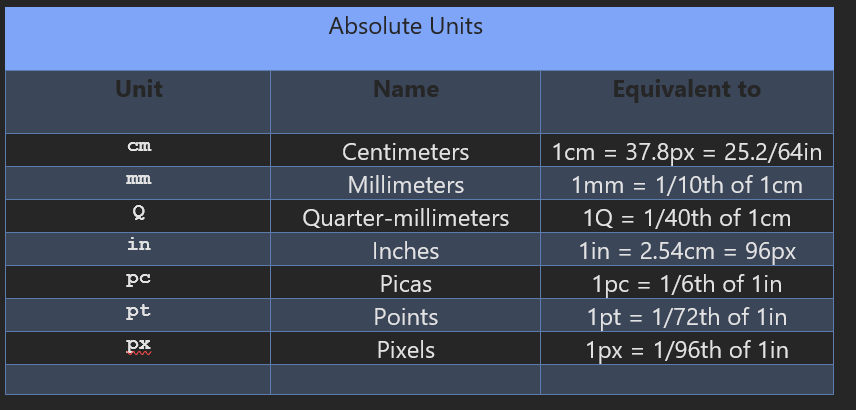 Absolute Units
Unit Name Equivalent to
cm Centimeters 1cm = 37.8px = 25.2/64in
mm Millimeters 1mm = 1/10th of 1cm
Q Quarter-millimeters 1Q = 1/40th of 1cm
in Inches 1in = 2.54cm = 96px
pc Picas 1pc = 1/6th of 1in
pt Points 1pt = 1/72th of 1in
px Pixels 1px = 1/96th of 1in